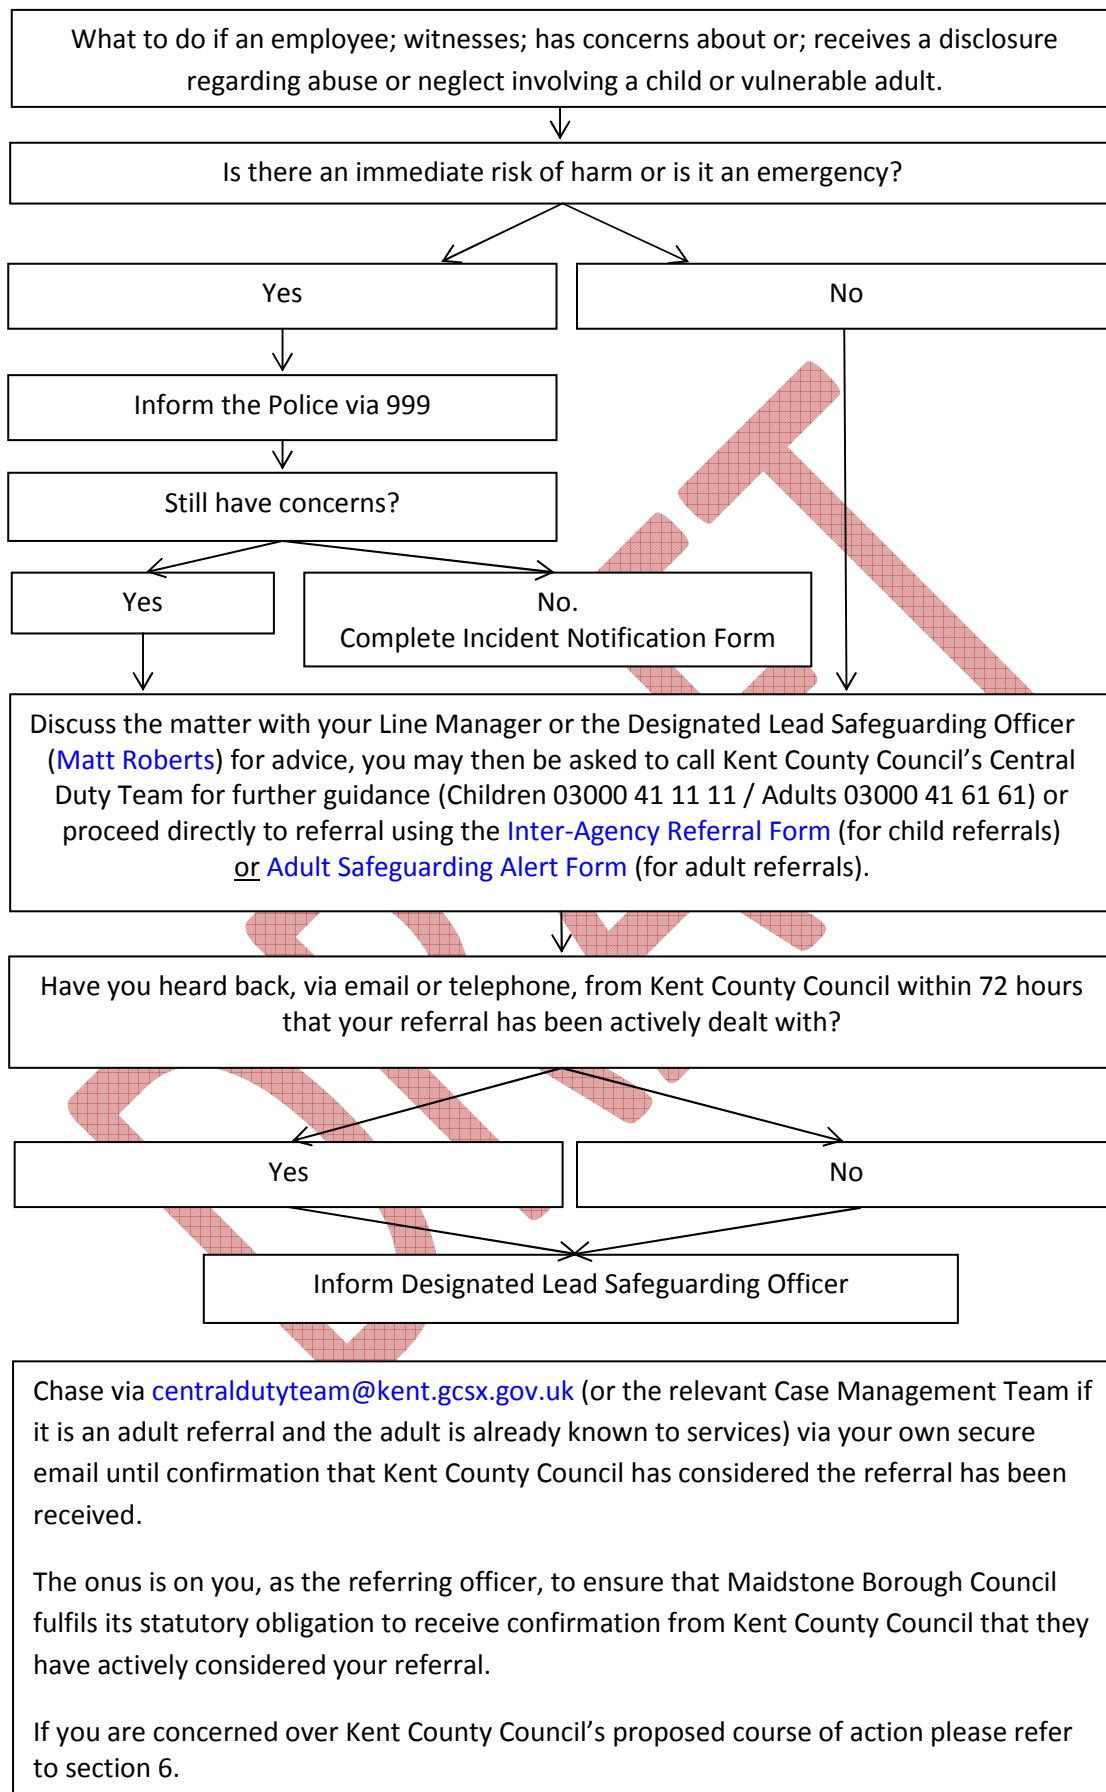 What to do if an employee; witnesses; has concerns about or; receives a disclosure
regarding abuse or neglect involving a child or vulnerable adult.
Is there an immediate risk of harm or is it an emergency?
Yes
No
Inform the Police via 999
Still have concerns?
Yes
No.
Complete Incident Notification Form
Discuss the matter with your Line Manager or the Designated Lead Safeguarding Officer
(Matt Roberts) for advice, you may then be asked to call Kent County Council’s Central
Duty Team for further guidance (Children 03000 41 11 11 / Adults 03000 41 61 61) or
proceed directly to referral using the Inter-Agency Referral Form (for child referrals)
or Adult Safeguarding Alert Form (for adult referrals).
Have you heard back, via email or telephone, from Kent County Council within 72 hours
that your referral has been actively dealt with?
Yes
No
Inform Designated Lead Safeguarding Officer
Chase via centraldutyteam@kent.gcsx.gov.uk (or the relevant Case Management Team if
it is an adult referral and the adult is already known to services) via your own secure
email until confirmation that Kent County Council has considered the referral has been
received.
The onus is on you, as the referring officer, to ensure that Maidstone Borough Council
fulfils its statutory obligation to receive confirmation from Kent County Council that they
have actively considered your referral.
If you are concerned over Kent County Council’s proposed course of action please refer
to section 6.
DRAFT